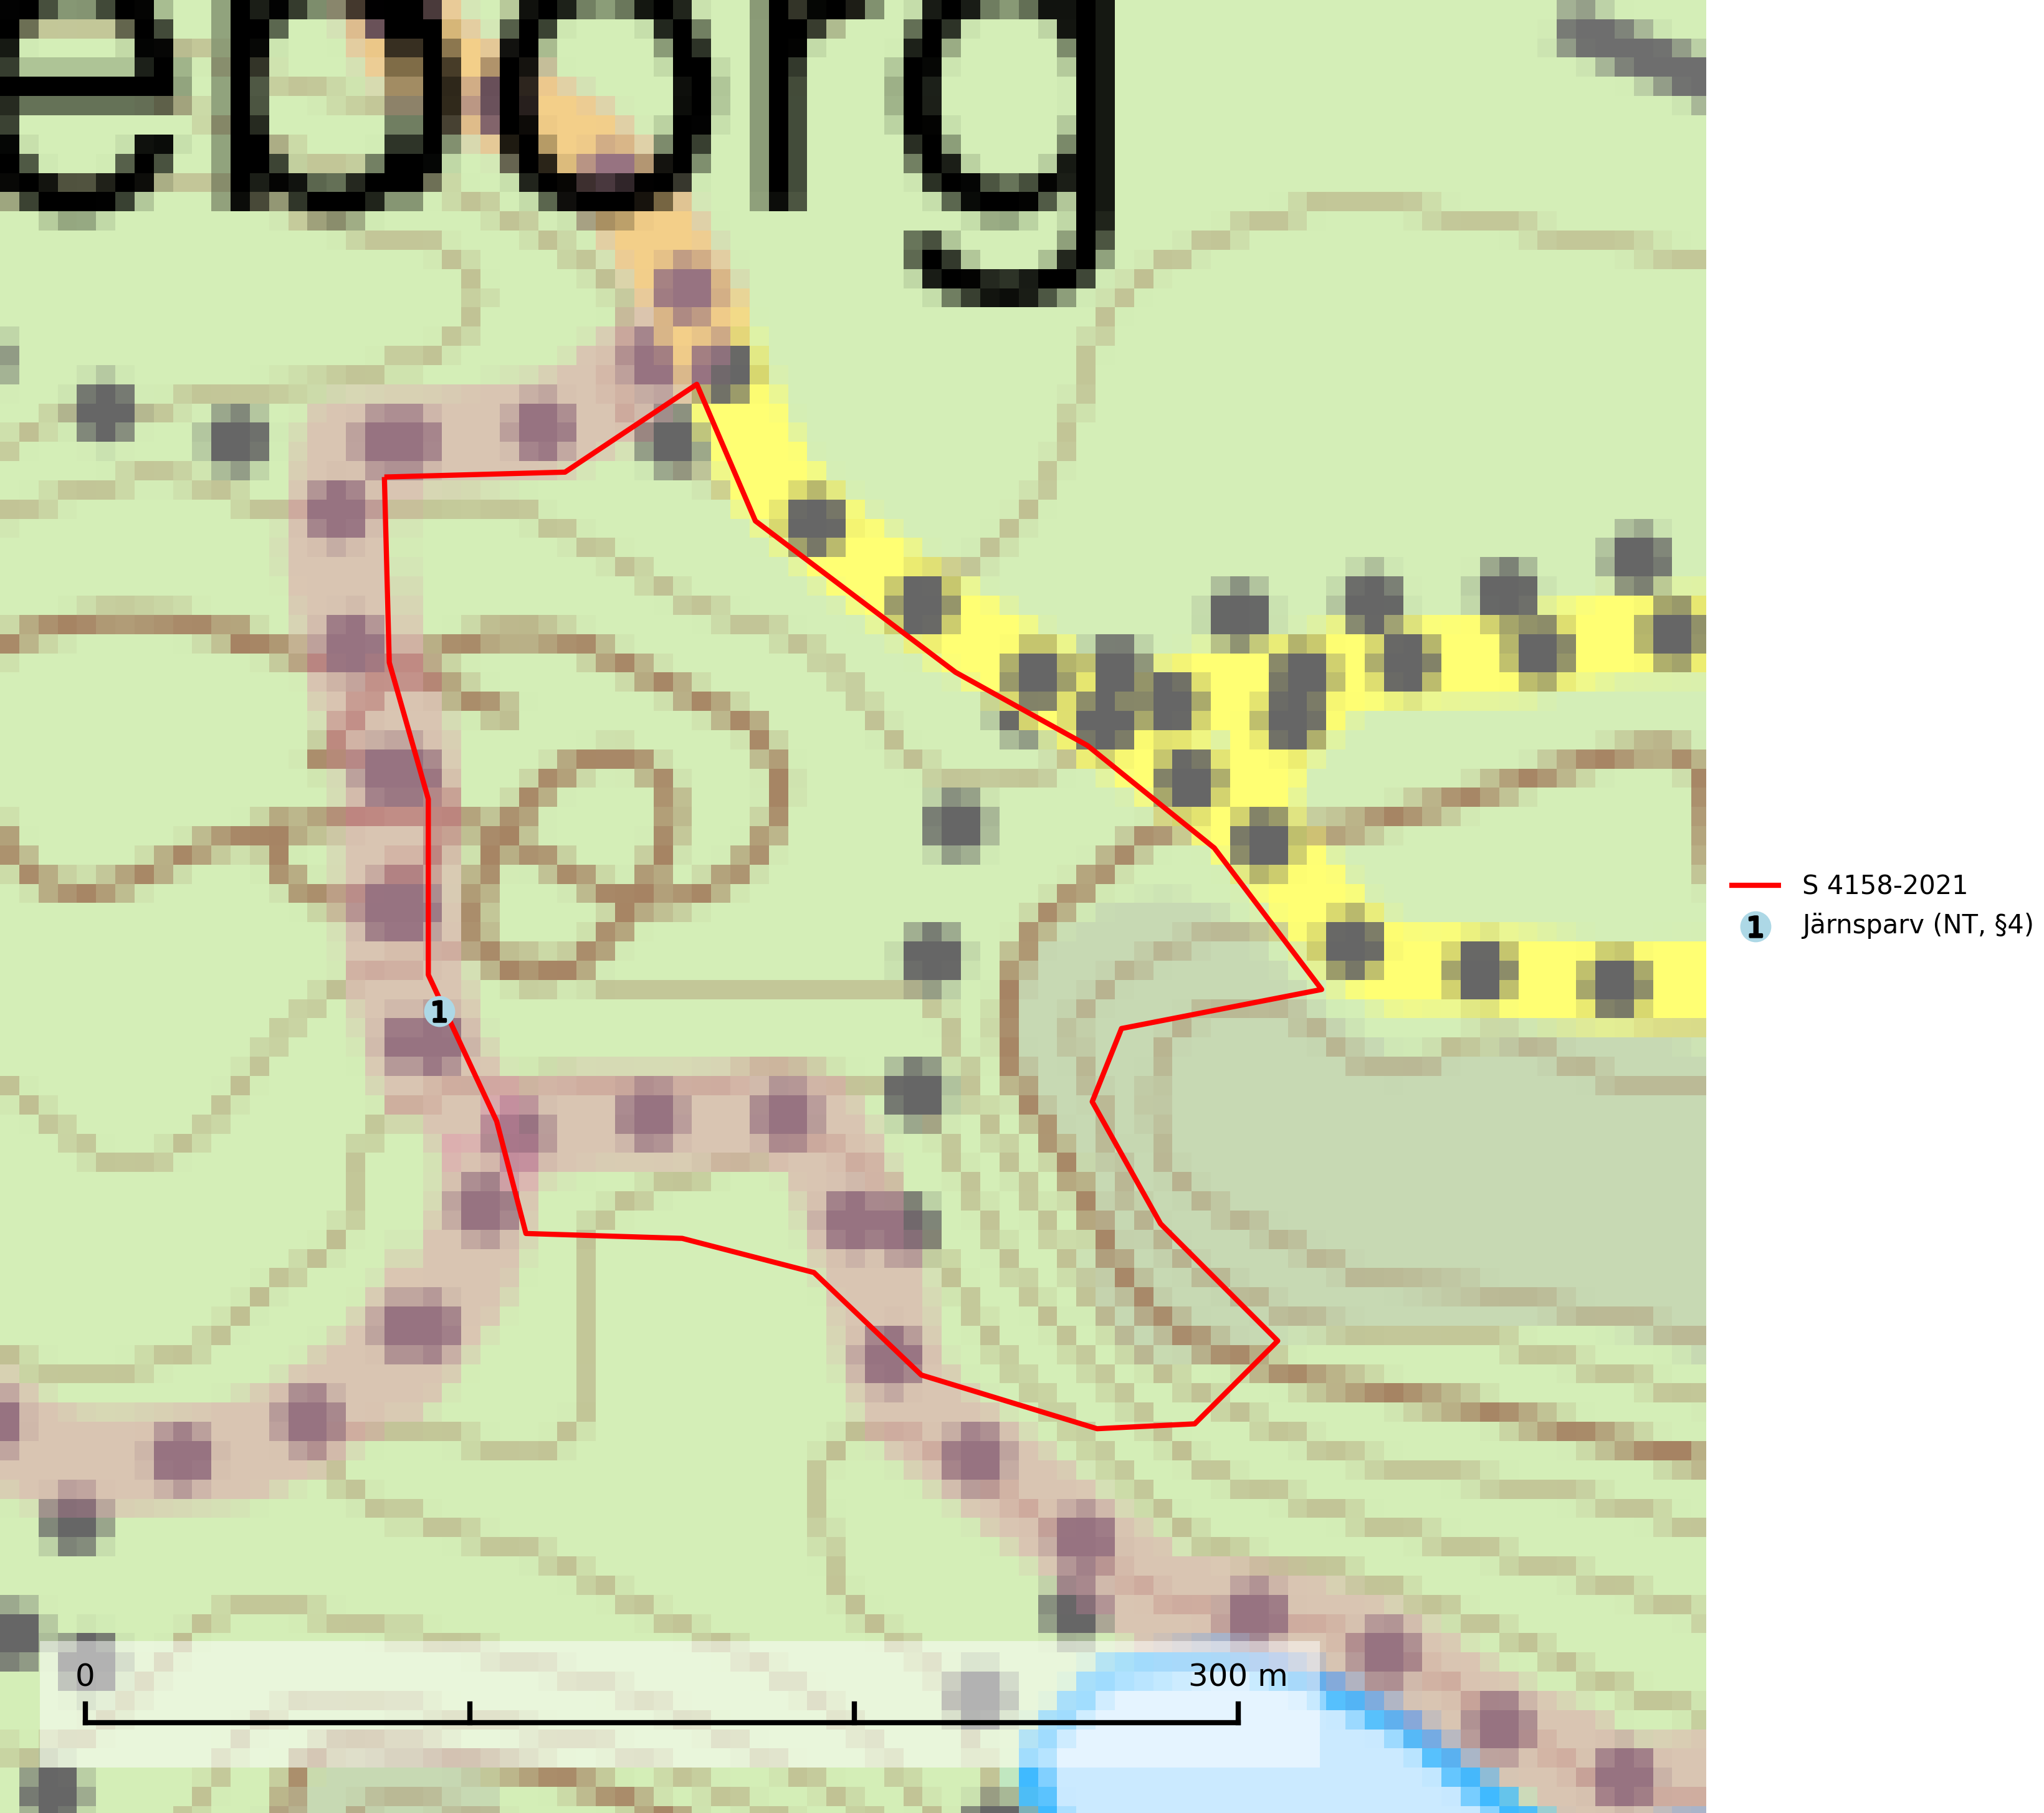 eborg
S 4158-2021
1 Järnsparv (NT, §4)
1
0 300 m